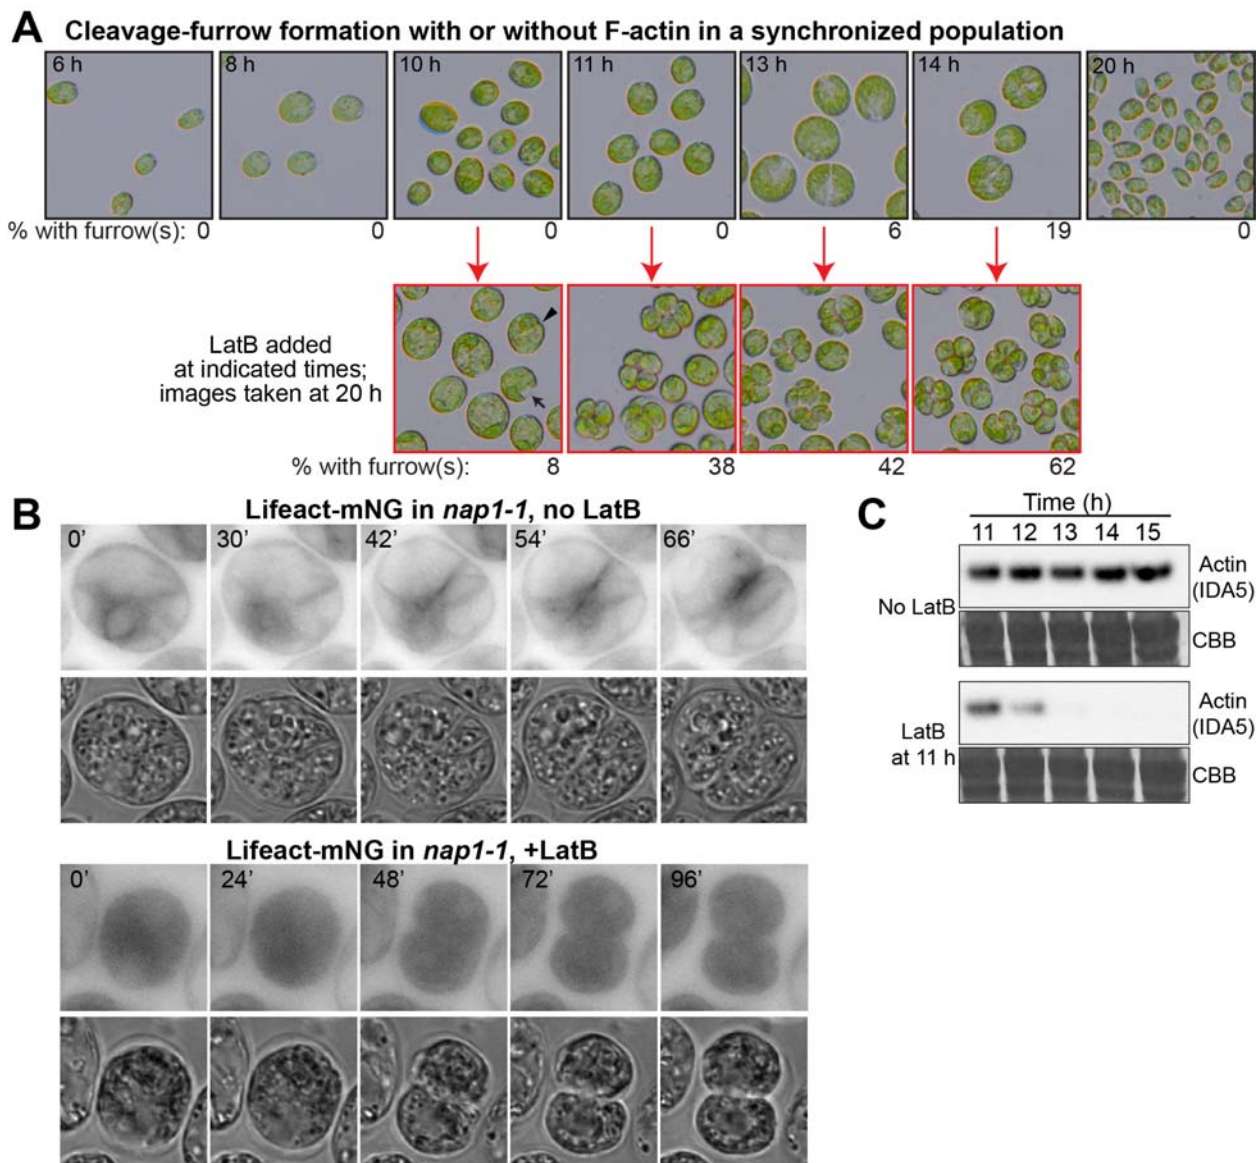 A Cleavage-furrow formation with or without F-actin in a synchronized population
6 h 8 h 10 h 11 h 13 h 14 h 20 h
% with furrow(s): 0 0 0 0 6 19 0
LatB added
at indicated times;
images taken at 20 h
% with furrow(s): 8 38 42 62
B Lifeact-mNG in nap1-1, no LatB
0' 30' 42' 54' 66'
Lifeact-mNG in nap1-1, +LatB
0' 24' 48' 72' 96'
C Time (h)
11 12 13 14 15
No LatB
Actin
(IDA5)
CBB
LatB
at 11 h
Actin
(IDA5)
CBB